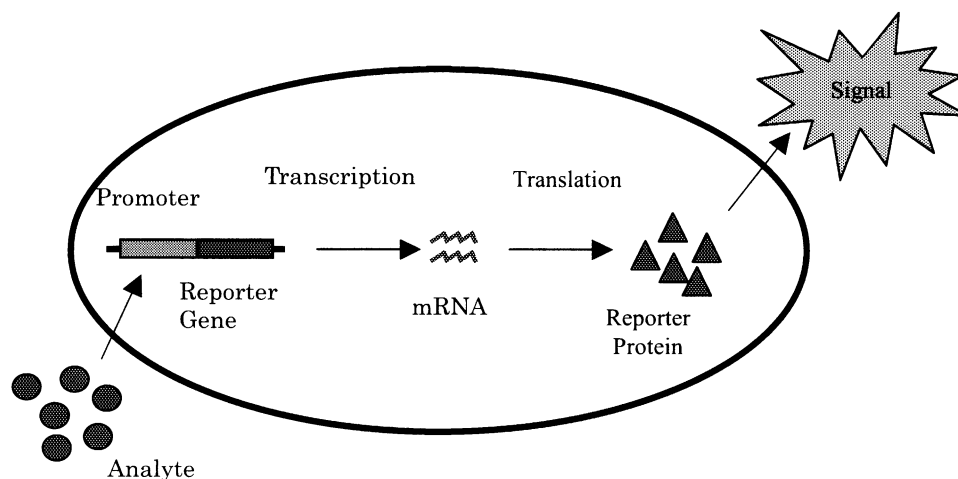 Signal
Transcription
Translation
Promoter
Reporter
Gene
mRNA
Reporter
Protein
Analyte